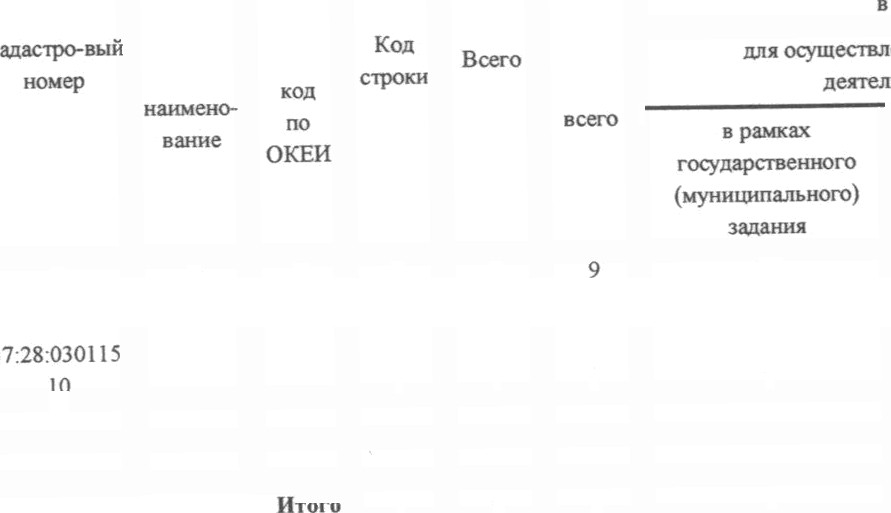 в
адастро-вый
номер
наимено-
вание
код
по
ОКЕИ
Код
строки
Всего
всего
для осуществл
деятел
в рамках
государственного
(муниципального)
задания
9
7:28:030115
10
Итого